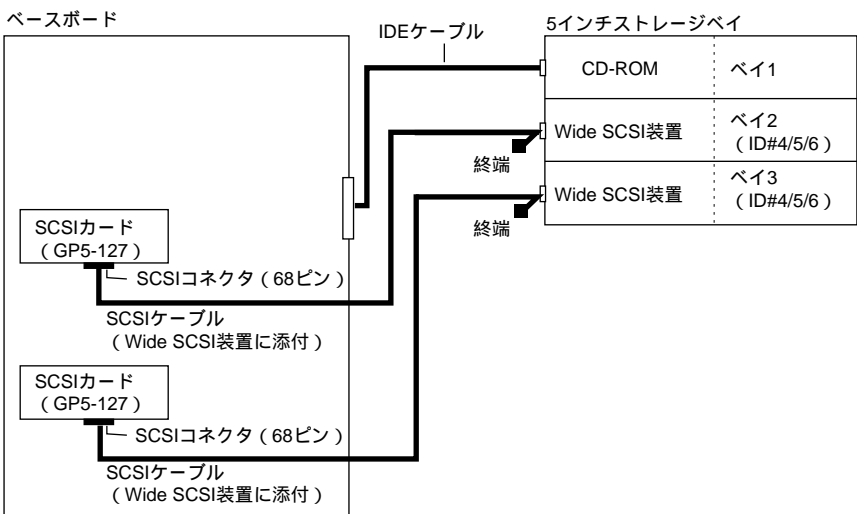 ベースボード
IDEケーブル
5インチストレージベイ
CD-ROM
ベイ1
Wide SCSI装置
ベイ2
（ID#4/5/6）
終端
Wide SCSI装置
ベイ3
（ID#4/5/6）
終端
SCSIカード
（GP5-127）
SCSIコネクタ（68ピン）
SCSIケーブル
（Wide SCSI装置に添付）
SCSIカード
（GP5-127）
SCSIコネクタ（68ピン）
SCSIケーブル
（Wide SCSI装置に添付）